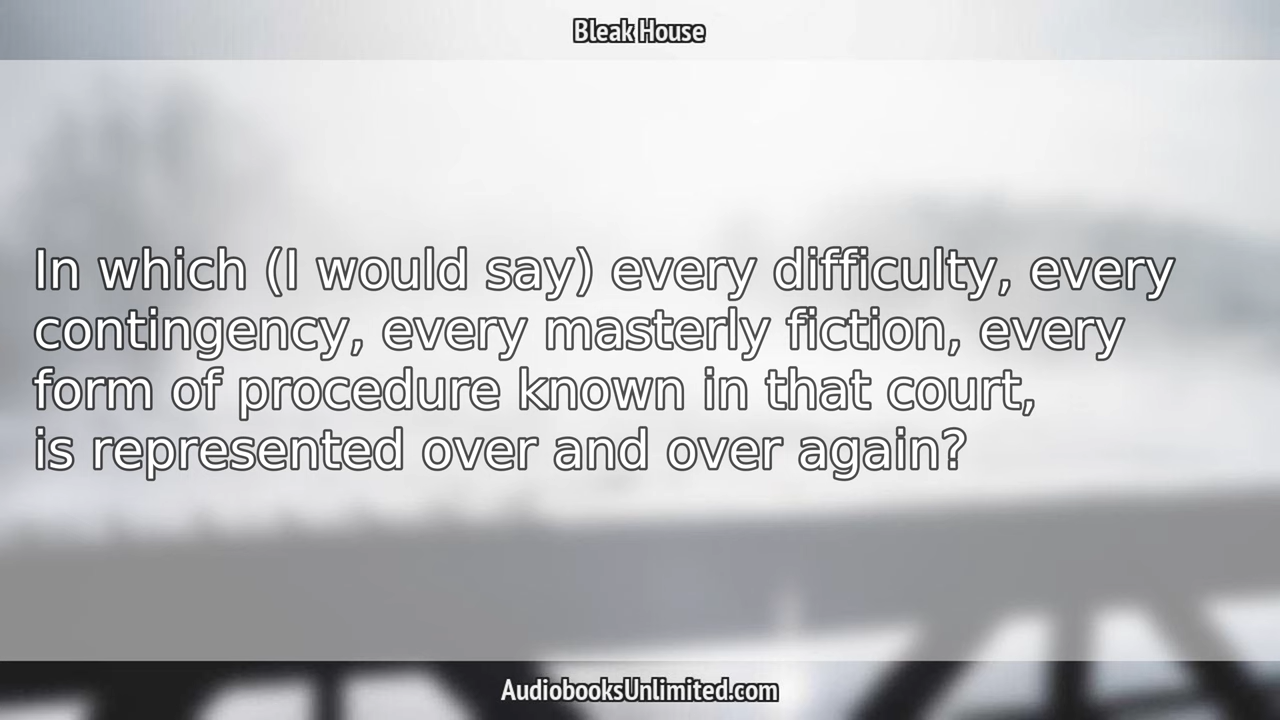 Bleak House
In which (I would say) every difficulty, every
contingency, every masterly fiction, every
form of procedure known in that court,
is represented over and over again?
AudiobooksUnlimited.com